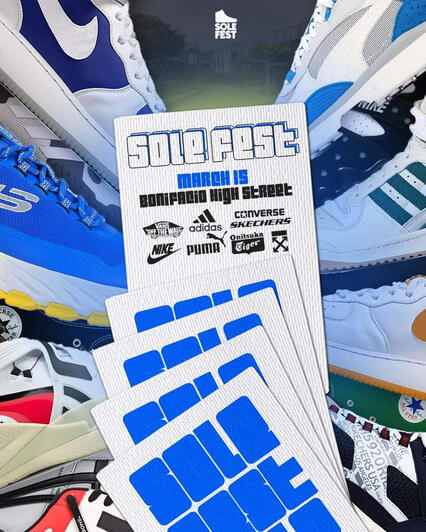 SOLE
FEST
SOLE FEST
MARCH 15
BONIFACIO HIGH STREET
VANS
"OFF THE WALL"
adidas
CONVERSE
SKECHERS
NIKE
PUMA
Onitsuka
Tiger
SOLE